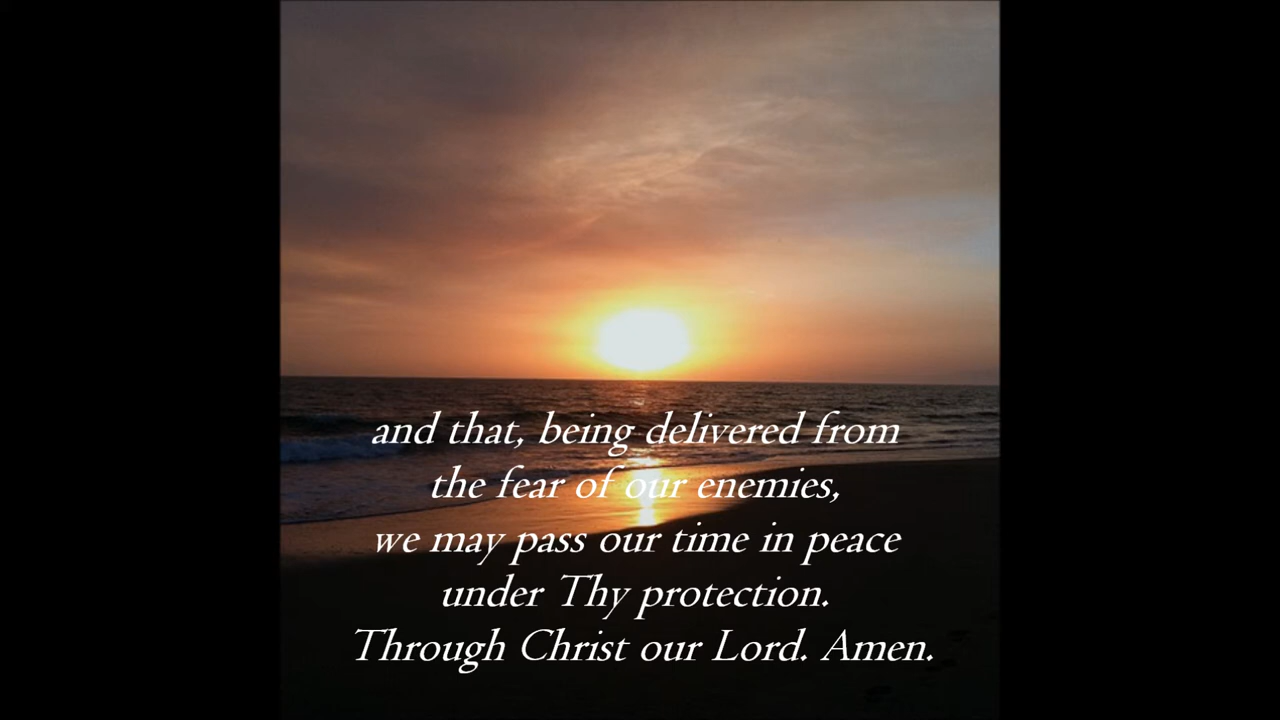 and that, being delivered from
the fear of our enemies,
we may pass our time in peace
under Thy protection.
Through Christ our Lord. Amen.